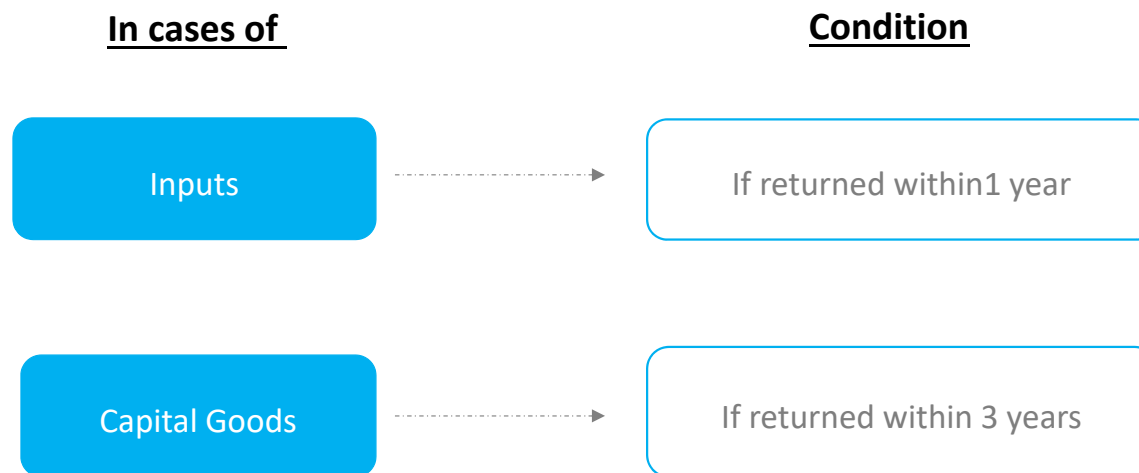 In cases of
Condition
Inputs
If returned within1 year
Capital Goods
If returned within 3 years